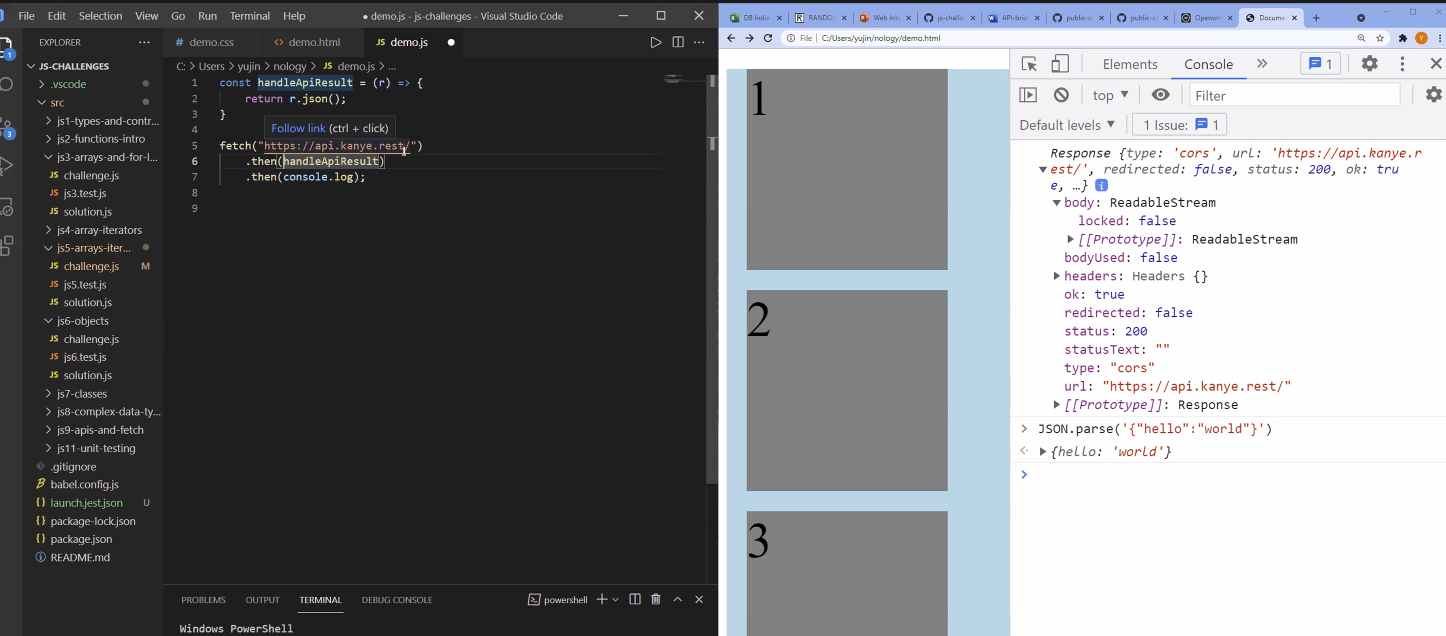 File Edit Selection View Go Run Terminal Help
● demo.js - js-challenges - Visual Studio Code
EXPLORER
JS-CHALLENGES
.vscode
src
js1-types-and-contr...
js2-functions-intro
js3-arrays-and-for-l...
JS challenge.js
JS js3.test.js
JS solution.js
js4-array-iterators
js5-arrays-iter...
JS challenge.js M
JS js5.test.js
JS solution.js
js6-objects
JS challenge.js
JS js6.test.js
JS solution.js
js7-classes
js8-complex-data-ty...
js9-apis-and-fetch
js11-unit-testing
.gitignore
babel.config.js
{} launch.jest.json U
{} package-lock.json
{} package.json
README.md
1
3
# demo.css
<> demo.html
JS demo.js
C: > Users > yujin > nology > JS demo.js > ...
1 const handleApiResult = (r) => {
2 return r.json();
3 }
4
Follow link (ctrl + click)
5 fetch("https://api.kanye.rest/")
6 .then(handleApiResult)
7 .then(console.log);
8
9
PROBLEMS OUTPUT TERMINAL DEBUG CONSOLE
powershell
Windows PowerShell
DB India
RANDO
Web Int
js-challe
API-brief
public-ap
public-ap
OpenW
Docume
File | C:/Users/yujin/nology/demo.html
Y
1
2
3
Elements Console 1
top Filter
Default levels 1 Issue: 1
Response {type: 'cors', url: 'https://api.kanye.r
est/', redirected: false, status: 200, ok: tru
e, …} i
body: ReadableStream
locked: false
[[Prototype]]: ReadableStream
bodyUsed: false
headers: Headers {}
ok: true
redirected: false
status: 200
statusText: ""
type: "cors"
url: "https://api.kanye.rest/"
[[Prototype]]: Response
> JSON.parse('{"hello":"world"}')
{hello: 'world'}
>